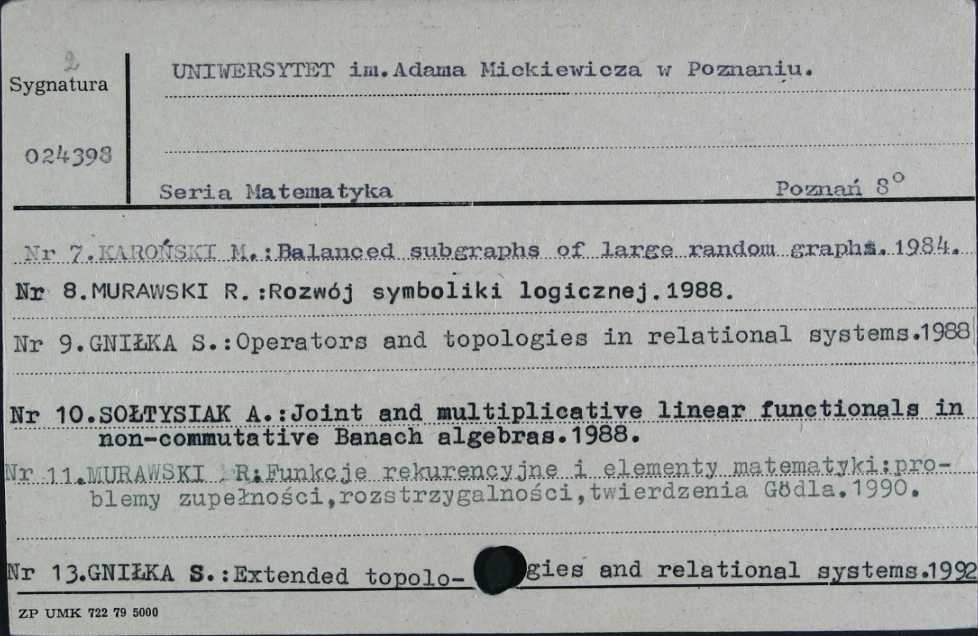 2
UNIWERSYTET im.Adama Mickiewicza w Poznaniu.
Sygnatura
024398
Seria Matematyka Poznań 8°
Nr 7.KAROŃSKI M.:Balanced subgraphs of large random graphs.1984.
Nr 8.MURAWSKI R.:Rozwój symboliki logicznej.1988.
Nr 9.GNIŁKA S.:Operators and topologies in relational systems.1988
Nr 10.SOŁTYSIAK A.:Joint and multiplicative linear functionals in
non-commutative Banach algebras.1988.
Nr 11.MURAWSKI R:Funkcje rekurencyjne i elementy matematyki:pro-
blemy zupełności,rozstrzygalności,twierdzenia Gödla.1990.
Nr 13.GNIŁKA S.:Extended topolo-gies and relational systems.1992
ZP UMK 722 79 5000